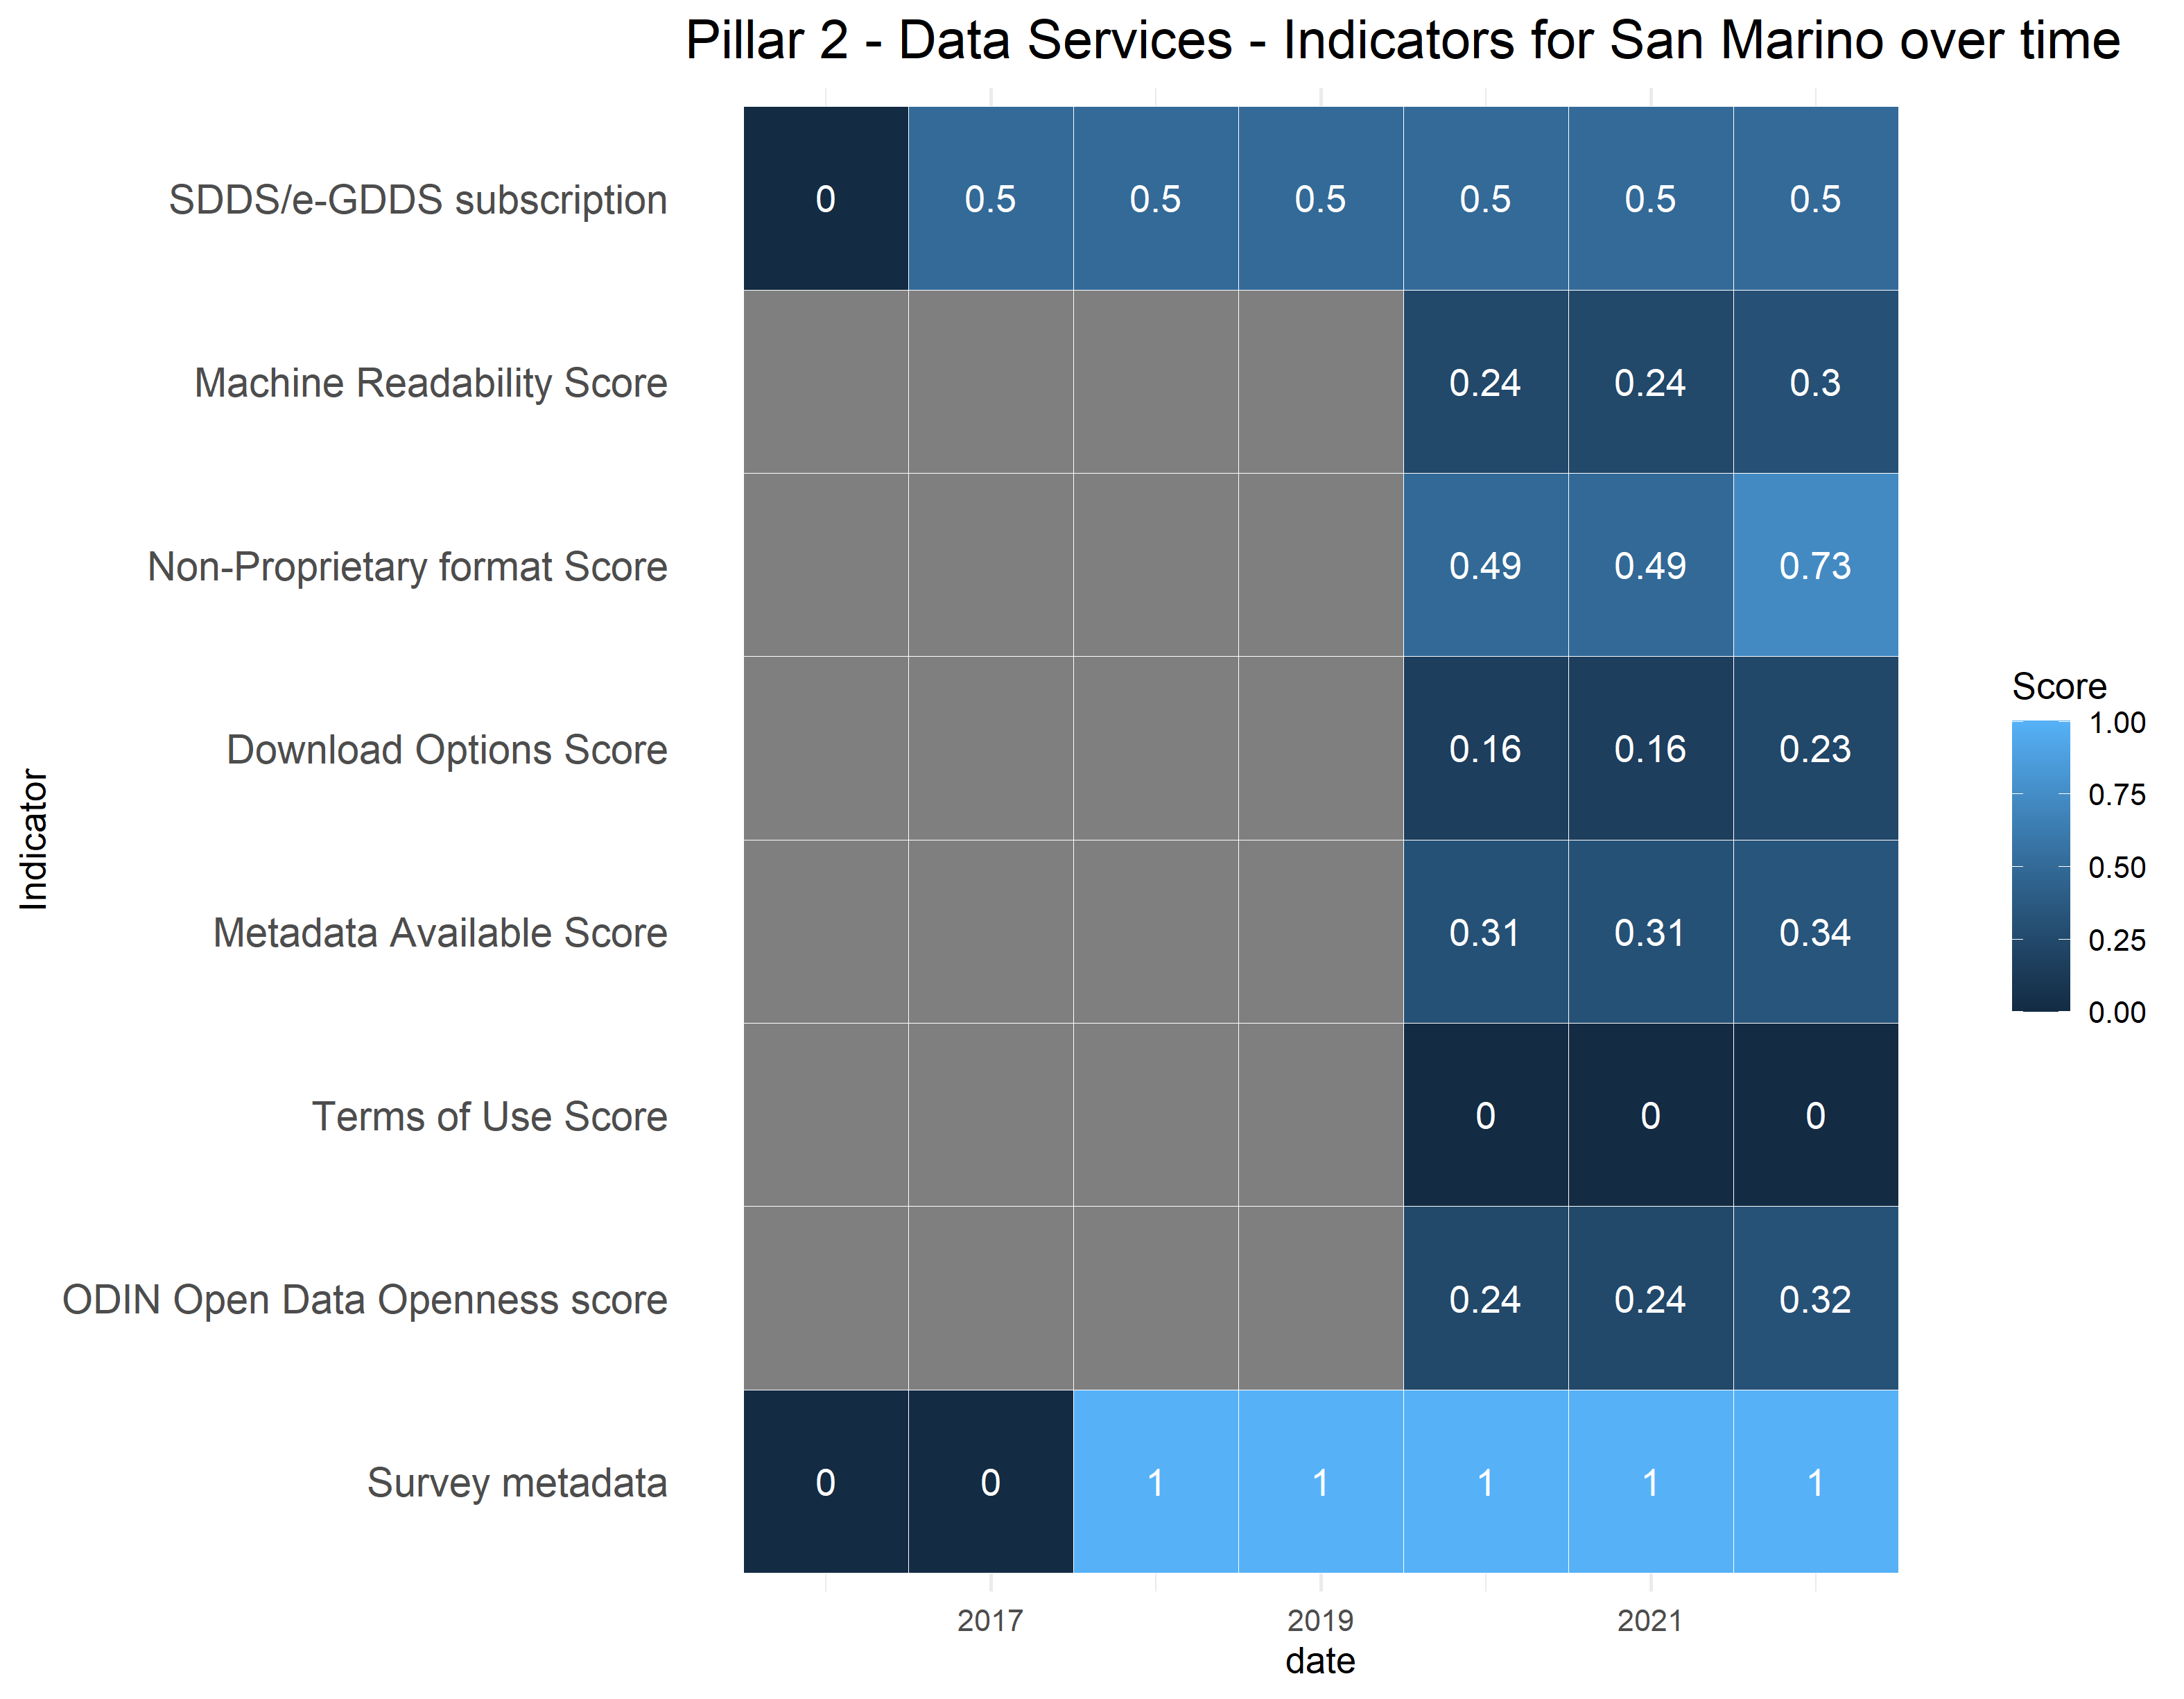 Pillar 2 - Data Services - Indicators for San Marino over time
Indicator
SDDS/e-GDDS subscription 0 0.5 0.5 0.5 0.5 0.5 0.5
Machine Readability Score 0.24 0.24 0.3
Non-Proprietary format Score 0.49 0.49 0.73
Download Options Score 0.16 0.16 0.23
Metadata Available Score 0.31 0.31 0.34
Terms of Use Score 0 0 0
ODIN Open Data Openness score 0.24 0.24 0.32
Survey metadata 0 0 1 1 1 1 1
2017 2019 2021
date
Score
1.00
0.75
0.50
0.25
0.00